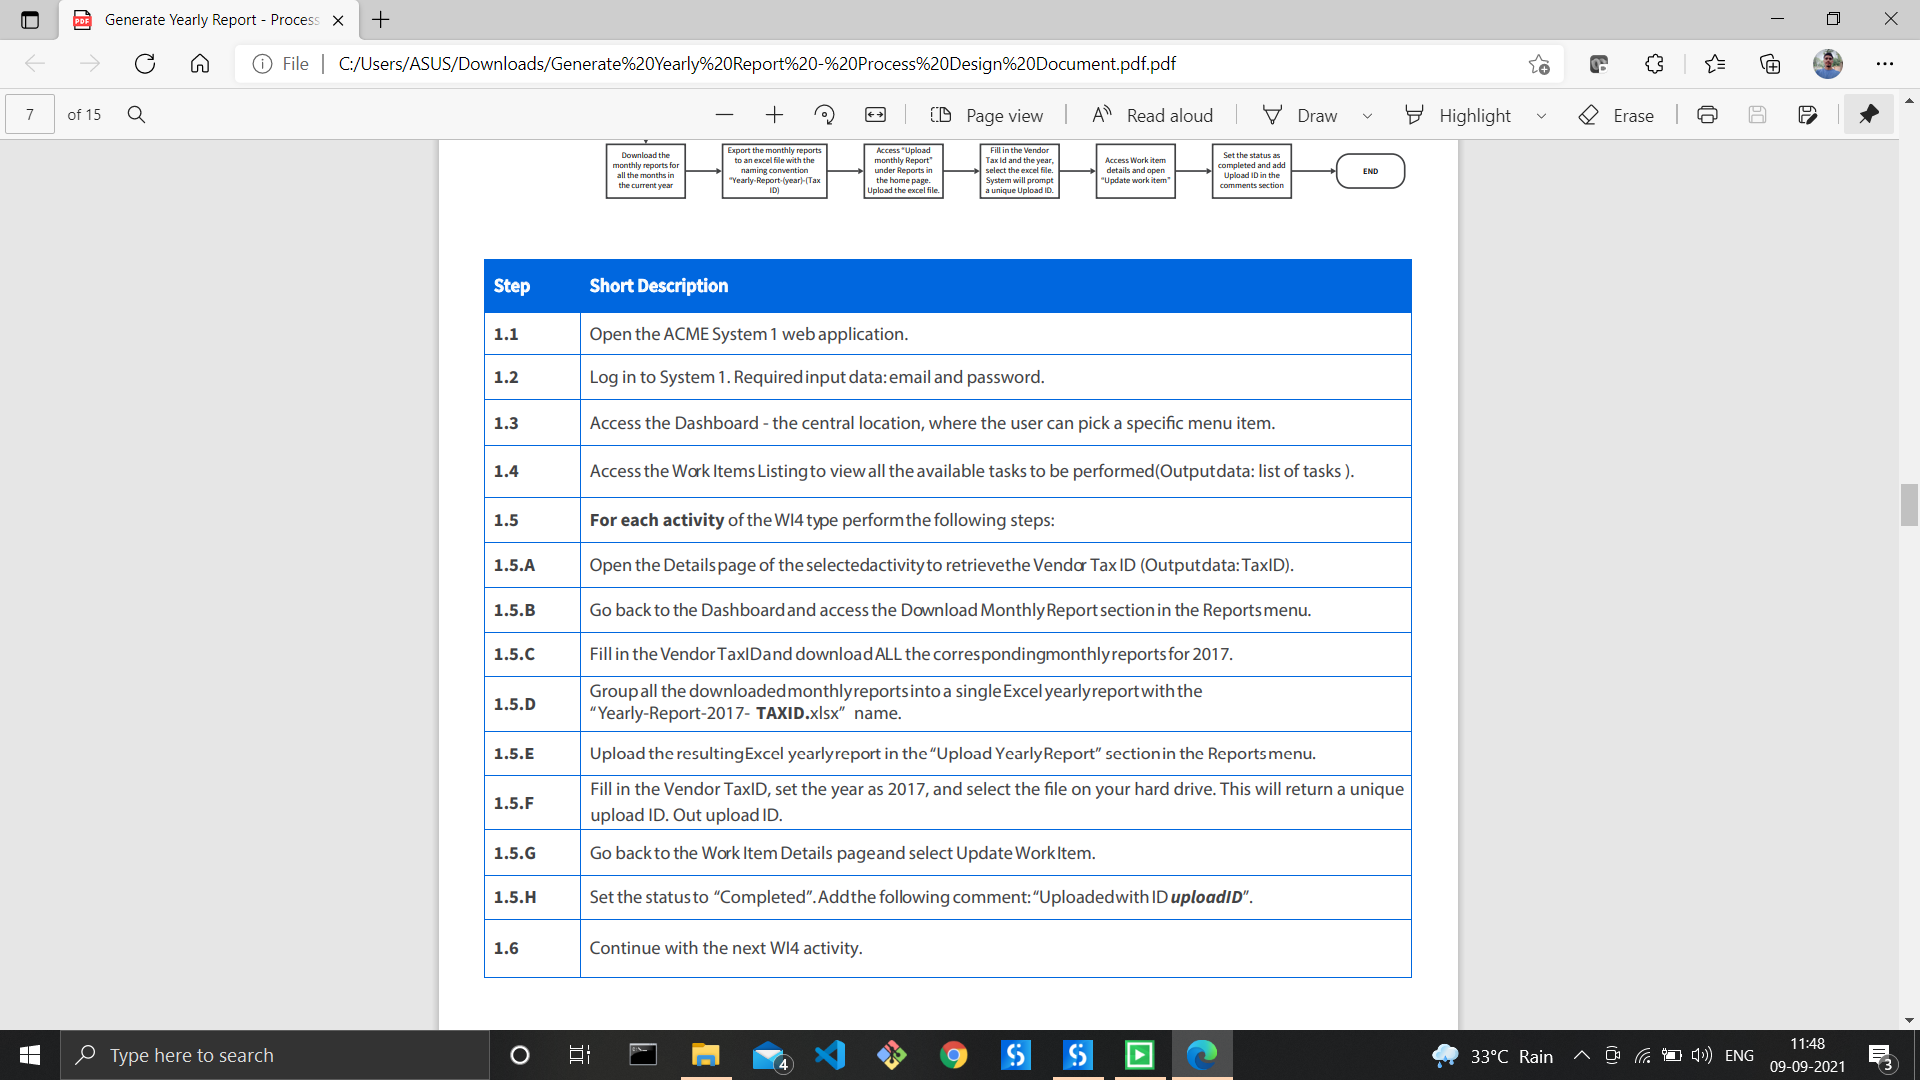 Generate Yearly Report - Process
File
C:/Users/ASUS/Downloads/Generate%20Yearly%20Report%20-%20Process%20Design%20Document.pdf.pdf
7 of 15
Page view
Read aloud
Draw
Highlight
Erase
Download the
monthly reports for
all the months in
the current year
Export the monthly reports
to an excel file with the
naming convention
"Yearly-Report-(year)-(Tax
ID)
Access "Upload
monthly Report"
under Reports in
the home page.
Upload the excel file.
Fill in the Vendor
Tax Id and the year,
select the excel file.
System will prompt
a unique Upload ID.
Access Work item
details and open
"Update work item"
Set the status as
completed and add
Upload ID in the
comments section
END
Step Short Description
1.1 Open the ACME System 1 web application.
1.2 Log in to System 1. Required input data: email and password.
1.3 Access the Dashboard - the central location, where the user can pick a specific menu item.
1.4 Access the Work Items Listing to view all the available tasks to be performed (Output data: list of tasks ).
1.5 For each activity of the WI4 type perform the following steps:
1.5.A Open the Details page of the selected activity to retrieve the Vendor Tax ID (Output data: TaxID).
1.5.B Go back to the Dashboard and access the Download Monthly Report section in the Reports menu.
1.5.C Fill in the Vendor TaxID and download ALL the corresponding monthly reports for 2017.
1.5.D Group all the downloaded monthly reports into a single Excel yearly report with the
"Yearly-Report-2017- TAXID.xlsx" name.
1.5.E Upload the resulting Excel yearly report in the "Upload Yearly Report" section in the Reports menu.
1.5.F Fill in the Vendor TaxID, set the year as 2017, and select the file on your hard drive. This will return a unique
upload ID. Out upload ID.
1.5.G Go back to the Work Item Details page and select Update Work Item.
1.5.H Set the status to "Completed". Add the following comment: "Uploaded with ID uploadID".
1.6 Continue with the next WI4 activity.
Type here to search
4
33°C Rain
ENG
11:48
09-09-2021
3